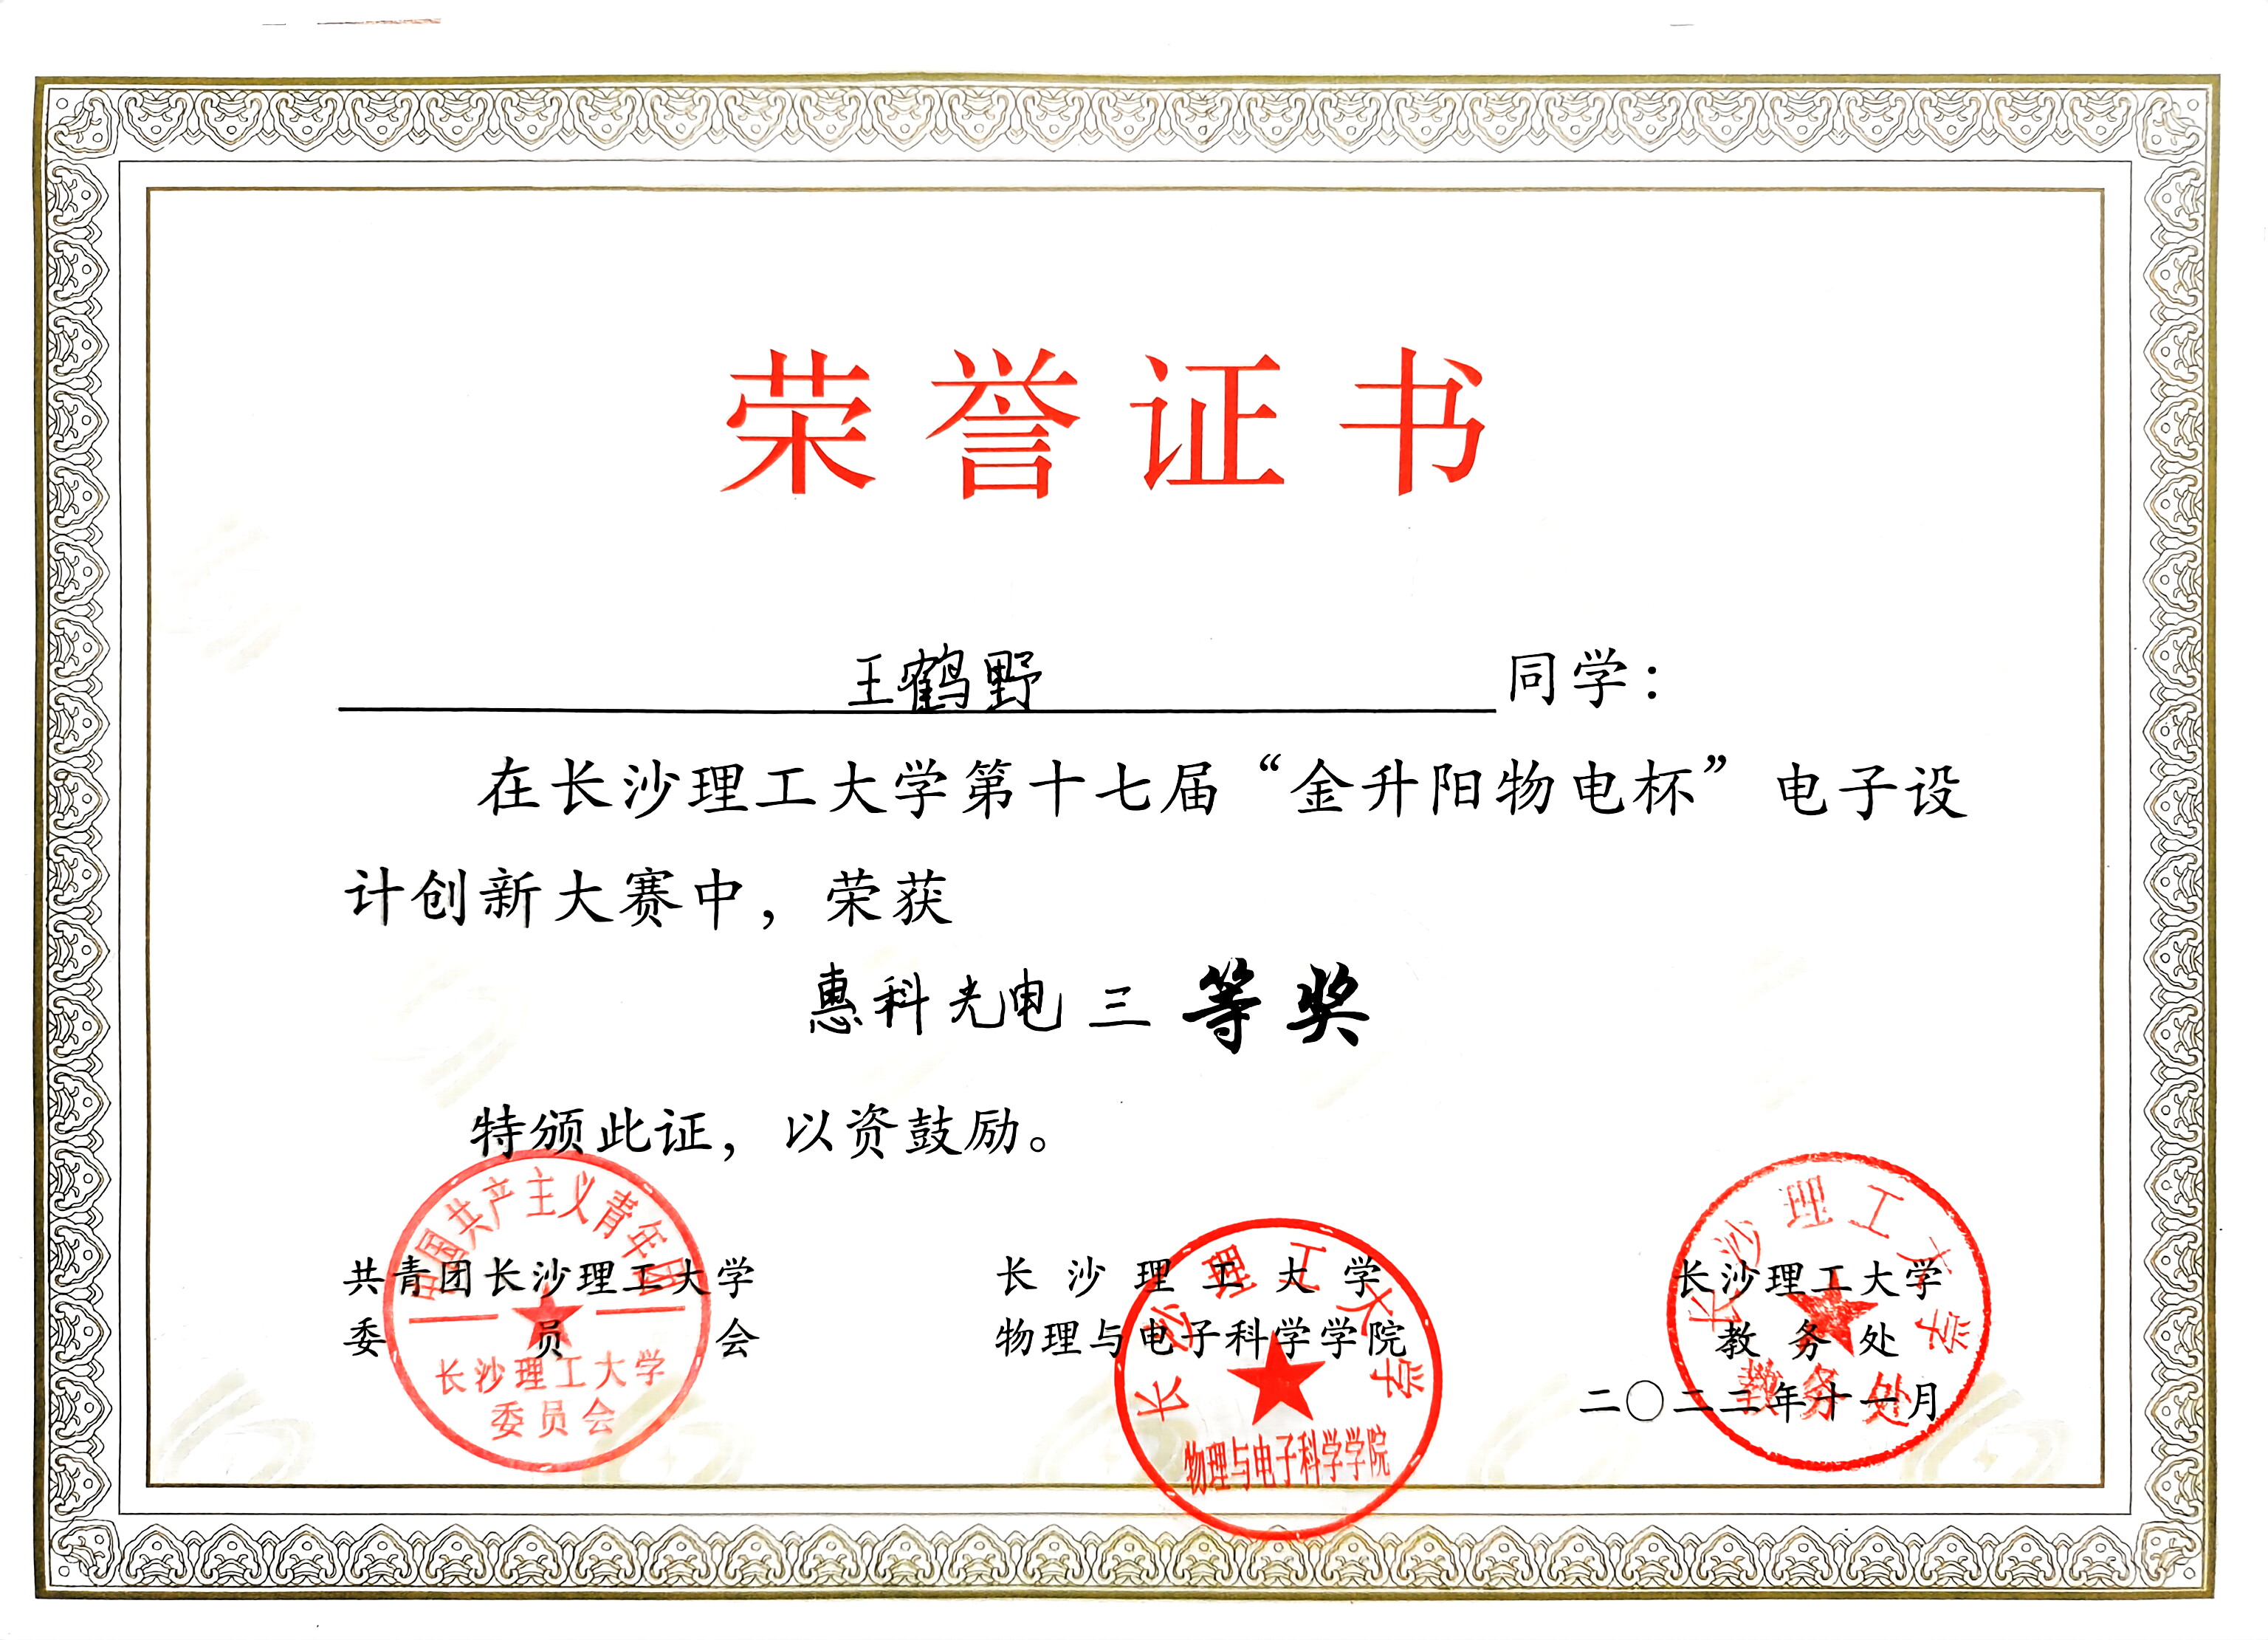 荣誉证书
王鹤野 同学：
在长沙理工大学第十七届“金升阳物电杯”电子设
计创新大赛中，荣获
惠科光电三等奖
特颁此证，以资鼓励。
共青团长沙理工大学
委员会
中国共产主义青年团
长沙理工大学
委员会
长沙理工大学
物理与电子科学学院
长沙理工大学
物理与电子科学学院
长沙理工大学
教务处
二〇二二年十一月
长沙理工大学
教务处